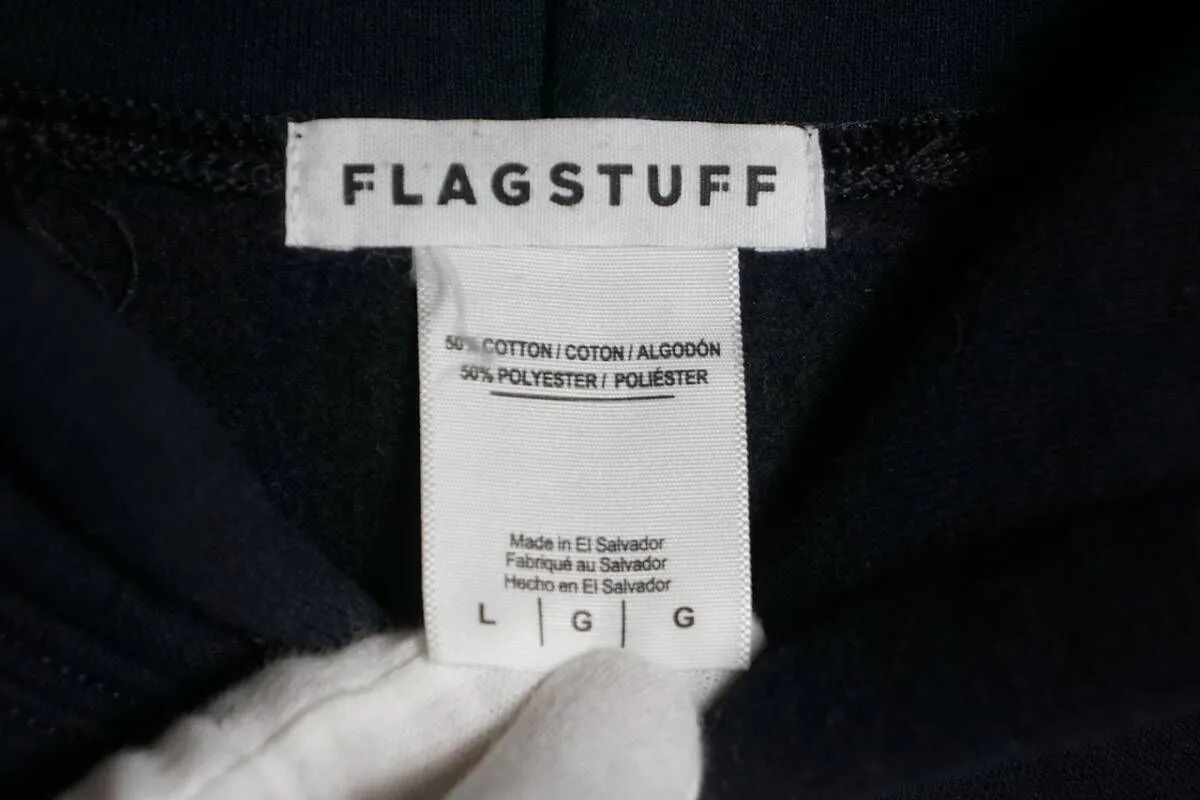 FLAGSTUFF
50% COTTON / COTON / ALGODÓN
50% POLYESTER / POLIÉSTER
Made in El Salvador
Fabriqué au Salvador
Hecho en El Salvador
L | G | G